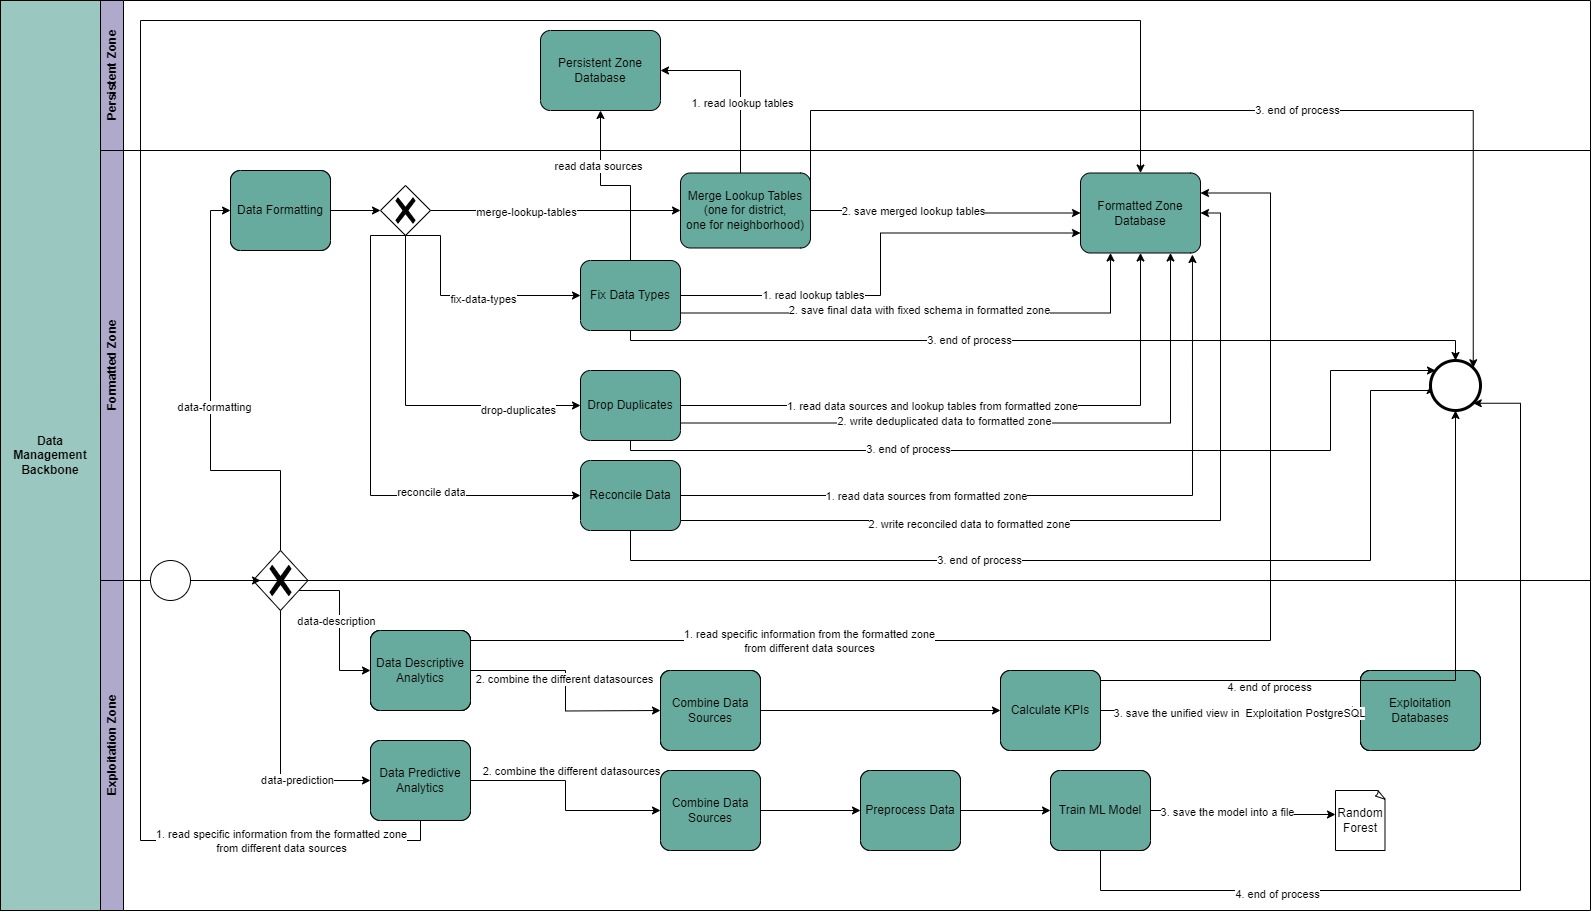 Data
Management
Backbone
Persistent Zone
Persistent Zone
Database
1. read lookup tables
3. end of process
read data sources
Formatted Zone
Data Formatting
merge-lookup-tables
Merge Lookup Tables
(one for district,
one for neighborhood)
2. save merged lookup tables
Formatted Zone
Database
fix-data-types
Fix Data Types
1. read lookup tables
2. save final data with fixed schema in formatted zone
3. end of process
data-formatting
drop-duplicates
Drop Duplicates
1. read data sources and lookup tables from formatted zone
2. write deduplicated data to formatted zone
3. end of process
reconcile data
Reconcile Data
1. read data sources from formatted zone
2. write reconciled data to formatted zone
3. end of process
Exploitation Zone
data-description
Data Descriptive
Analytics
1. read specific information from the formatted zone
from different data sources
2. combine the different datasources
Combine Data
Sources
Calculate KPIs
4. end of process
3. save the unified view in Exploitation PostgreSQL
Exploitation
Databases
data-prediction
Data Predictive
Analytics
2. combine the different datasources
Combine Data
Sources
Preprocess Data
Train ML Model
3. save the model into a file
Random
Forest
1. read specific information from the formatted zone
from different data sources
4. end of process